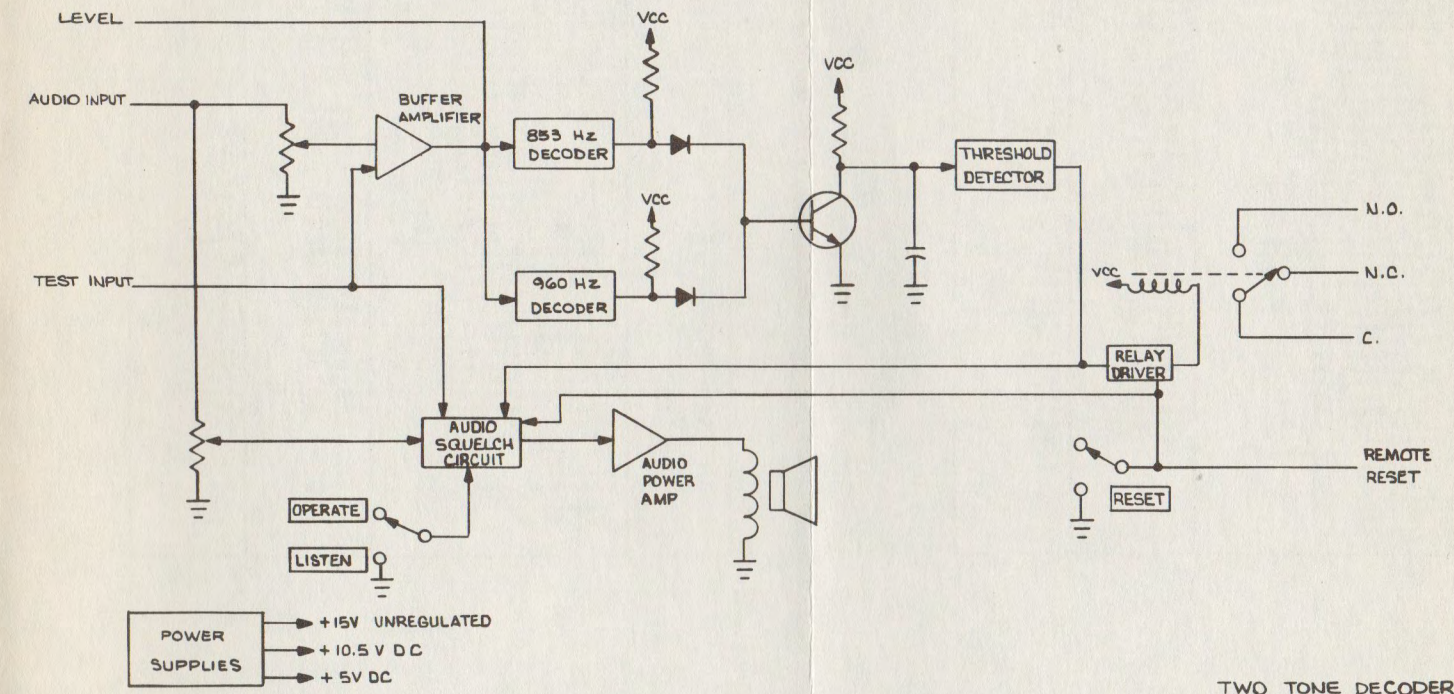 LEVEL
VCC
VCC
AUDIO INPUT
BUFFER
AMPLIFIER
853 Hz
DECODER
THRESHOLD
DETECTOR
VCC
N.O.
TEST INPUT
960 HZ
DECODER
VCC
N.C.
C.
RELAY
DRIVER
AUDIO
SQUELCH
CIRCUIT
AUDIO
POWER
AMP
REMOTE
RESET
RESET
OPERATE
LISTEN
POWER
SUPPLIES
+15V UNREGULATED
+10.5 V DC
+ 5V DC
TWO TONE DECODER